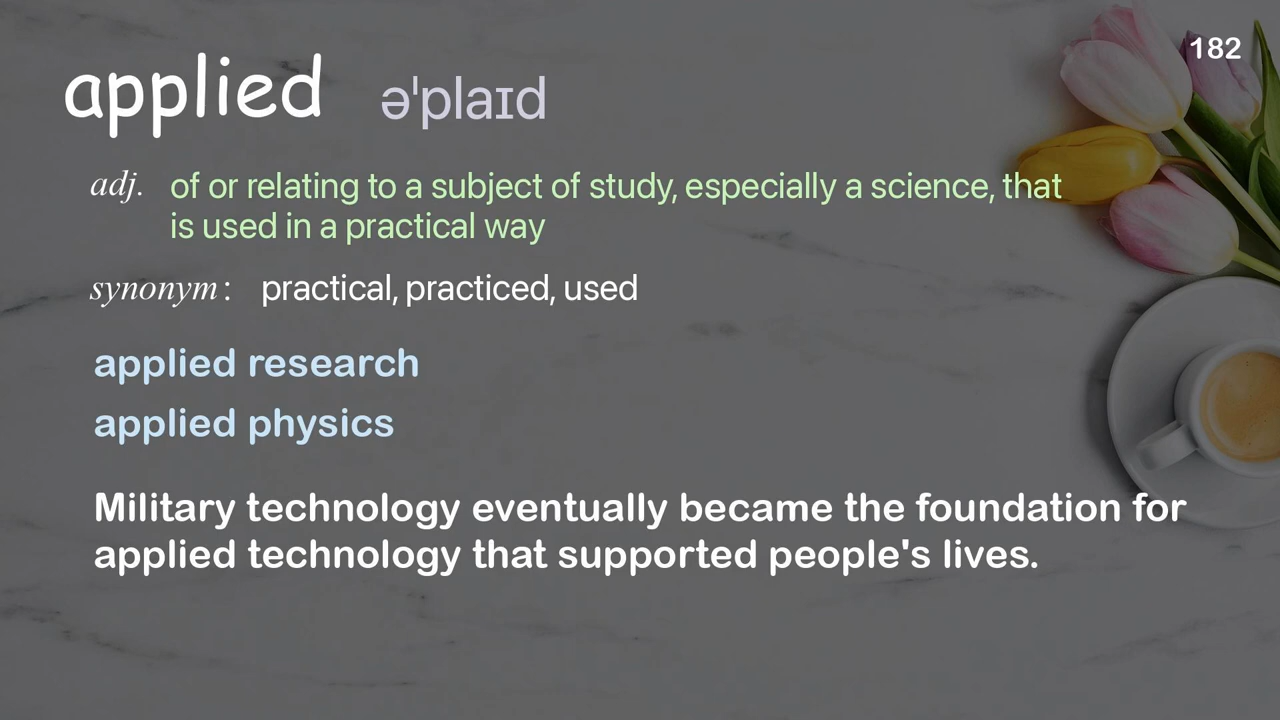 182
applied əˈplaɪd
adj. of or relating to a subject of study, especially a science, that
is used in a practical way
synonym : practical, practiced, used
applied research
applied physics
Military technology eventually became the foundation for
applied technology that supported people's lives.